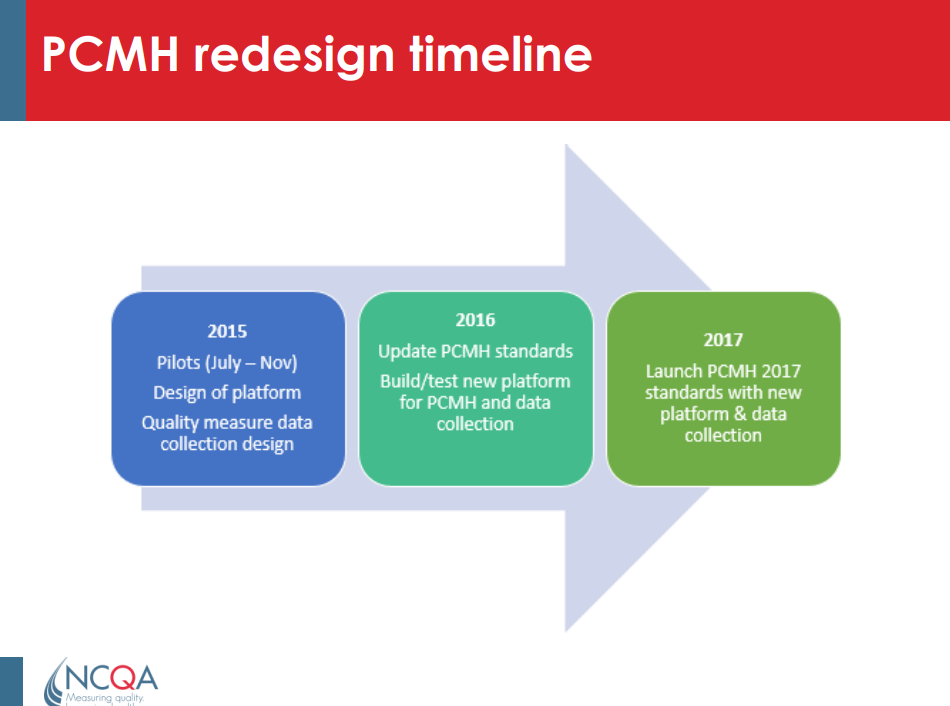 PCMH redesign timeline
2015
Pilots (July – Nov)
Design of platform
Quality measure data
collection design
2016
Update PCMH standards
Build/test new platform
for PCMH and data
collection
2017
Launch PCMH 2017
standards with new
platform & data
collection
NCQA
Measuring quality.